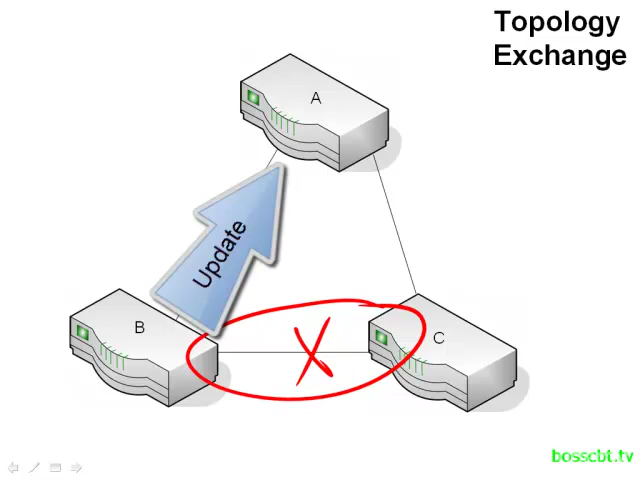 Topology
Exchange
A
Update
B
C
X
bosscbt.tv